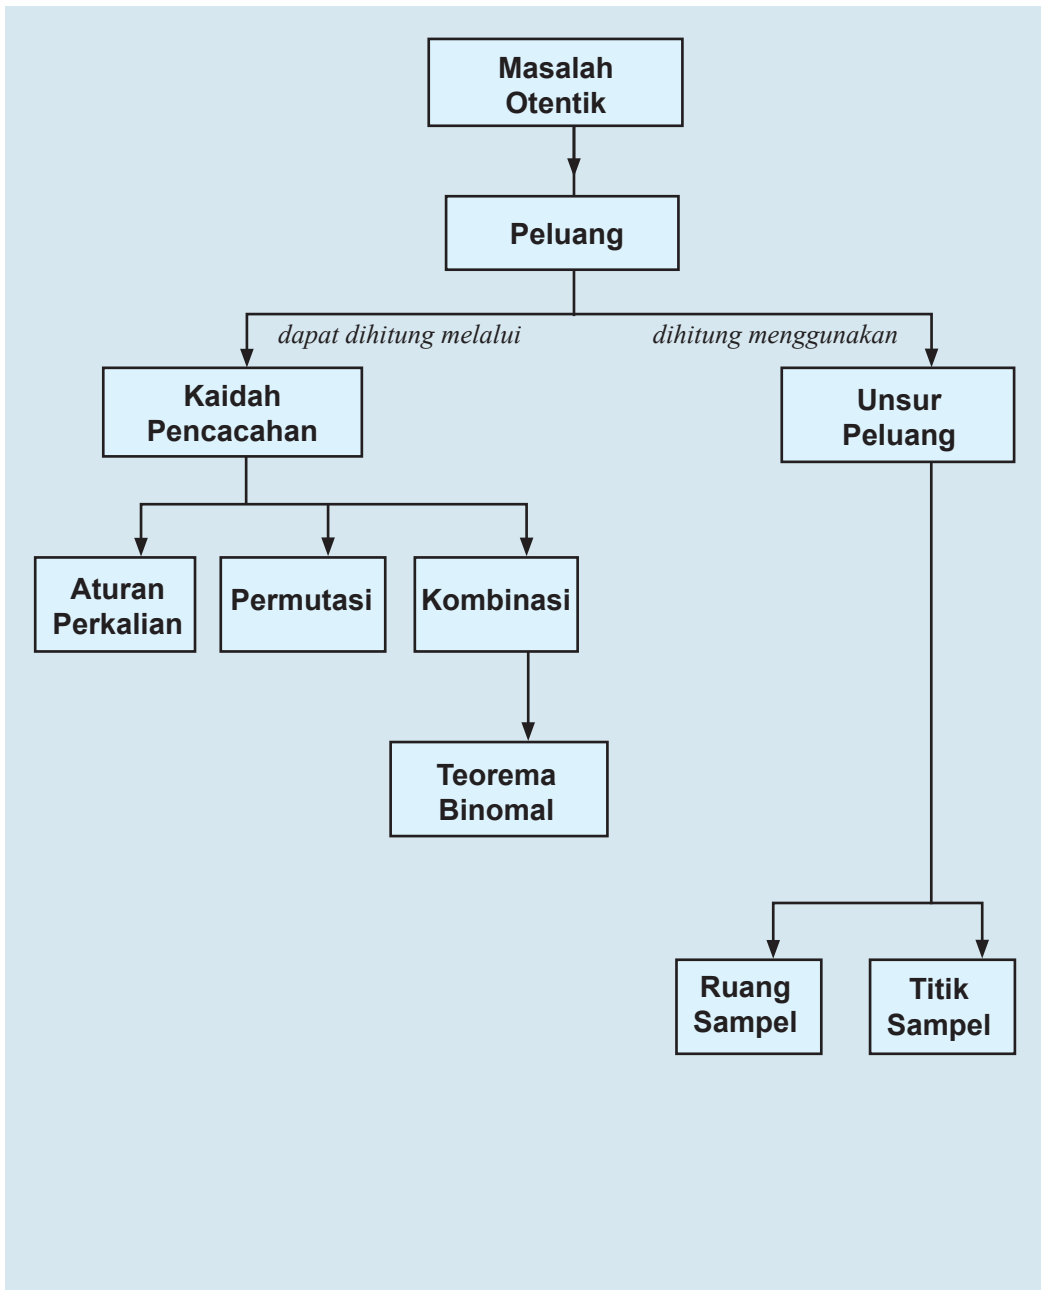 Masalah
Otentik
Peluang
dapat dihitung melalui
dihitung menggunakan
Kaidah
Pencacahan
Unsur
Peluang
Aturan
Perkalian
Permutasi
Kombinasi
Teorema
Binomal
Ruang
Sampel
Titik
Sampel